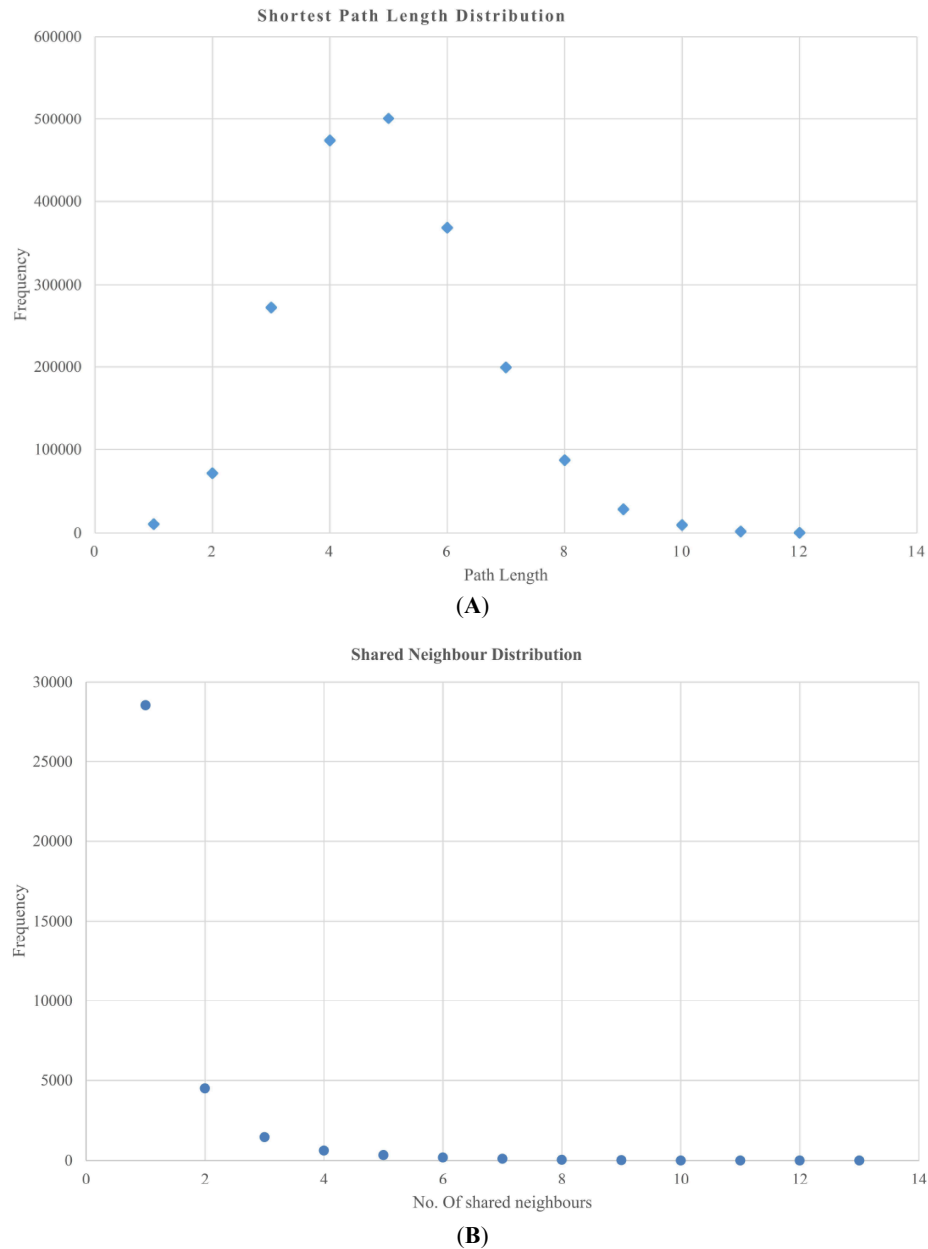 Shortest Path Length Distribution
600000
500000
400000
300000
200000
100000
0
Frequency
0 2 4 6 8 10 12 14
Path Length
(A)
Shared Neighbour Distribution
30000
25000
20000
15000
10000
5000
0
Frequency
0 2 4 6 8 10 12 14
No. Of shared neighbours
(B)